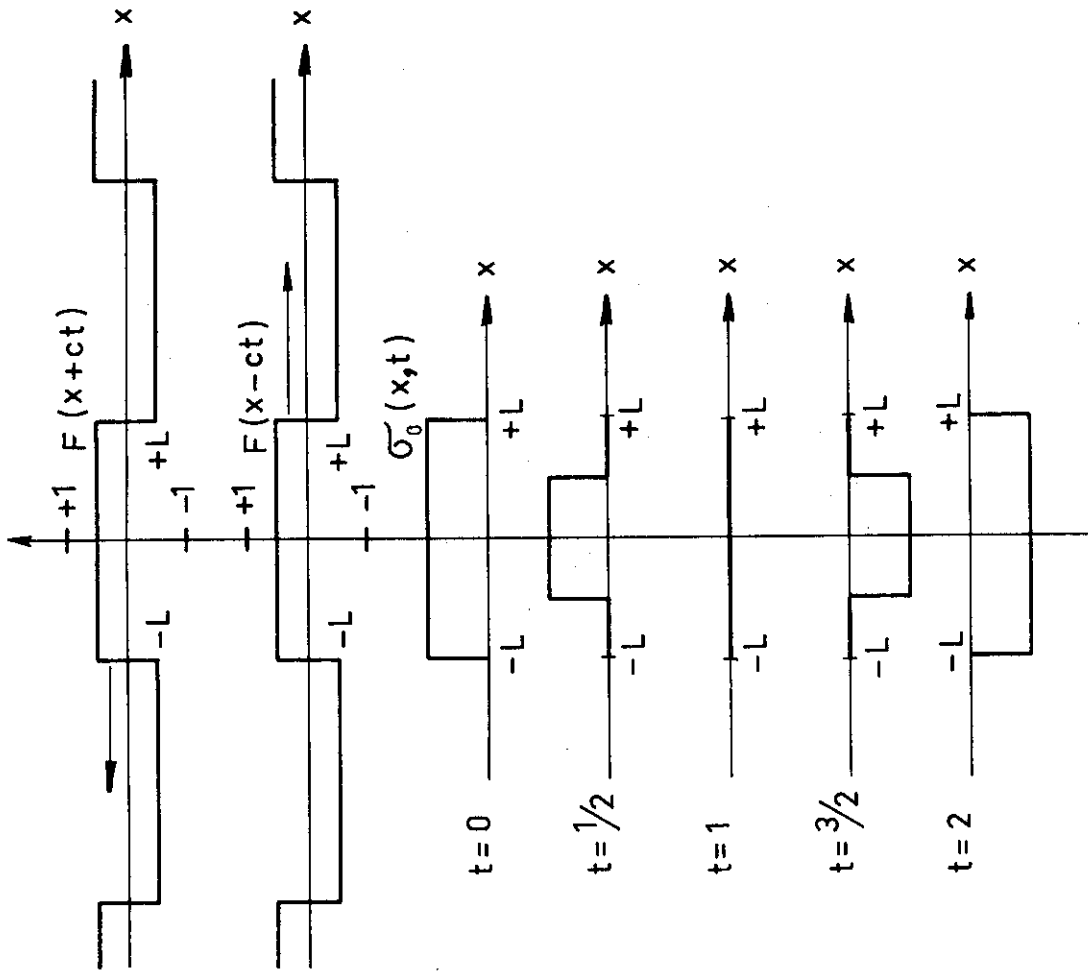 x
F(x+ct)
+1
-L
+L
-1
x
F(x-ct)
+1
-L
+L
-1
σ₀(x,t)
t=0
-L
+L
x
t=1/2
-L
+L
x
t=1
-L
+L
x
t=3/2
-L
+L
x
t=2
-L
+L
x